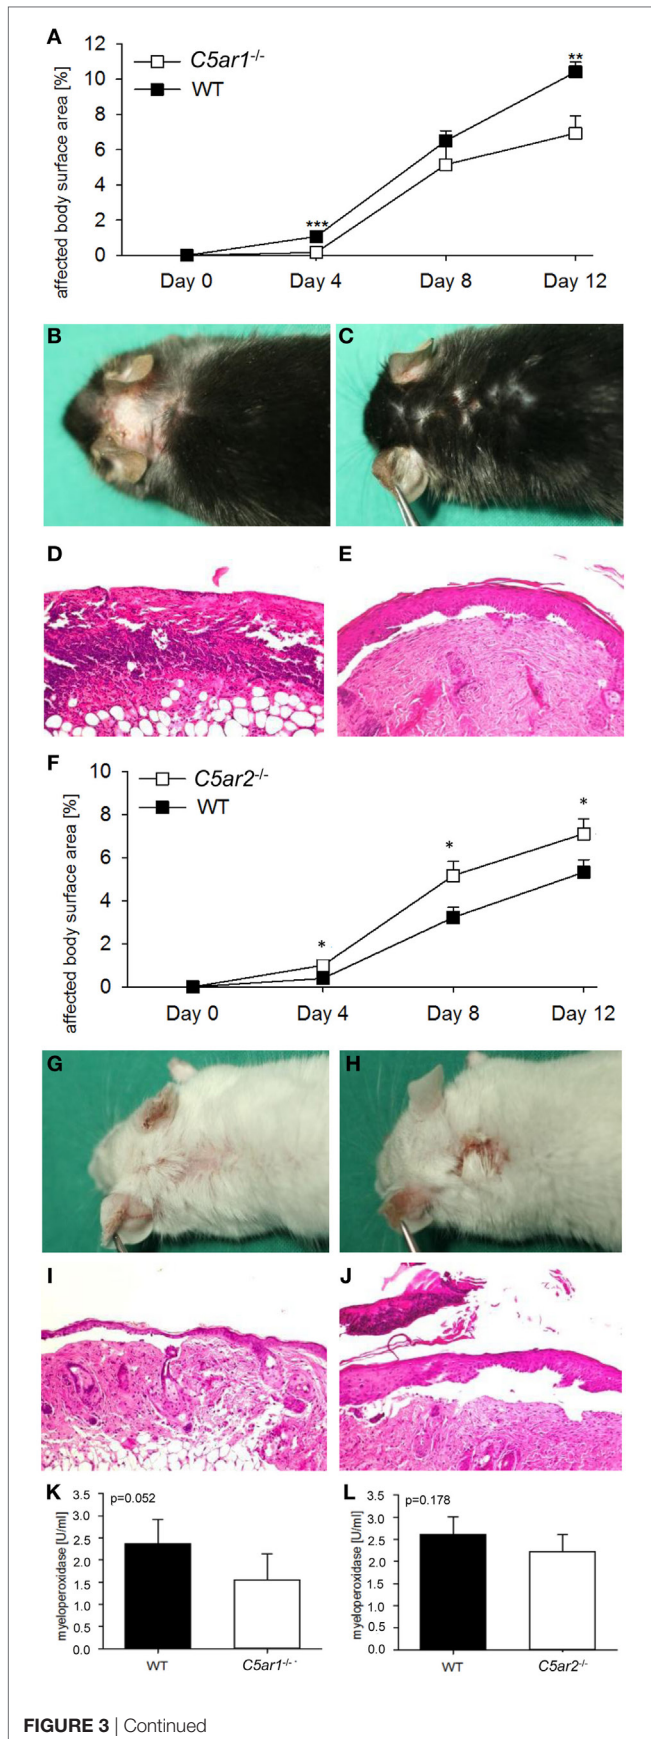 A
C5ar1-/-
WT
affected body surface area [%]
12
10
8
6
4
2
0
**
***
Day 0 Day 4 Day 8 Day 12
B C
D E
F
C5ar2-/-
WT
affected body surface area [%]
10
8
6
4
2
0
*
*
*
Day 0 Day 4 Day 8 Day 12
G H
I J
K
p=0.052
myeloperoxidase [U/ml]
3.5
3.0
2.5
2.0
1.5
1.0
0.5
0.0
WT C5ar1-/-
L
p=0.178
myeloperoxidase [U/ml]
3.5
3.0
2.5
2.0
1.5
1.0
0.5
0.0
WT C5ar2-/-
FIGURE 3 | Continued